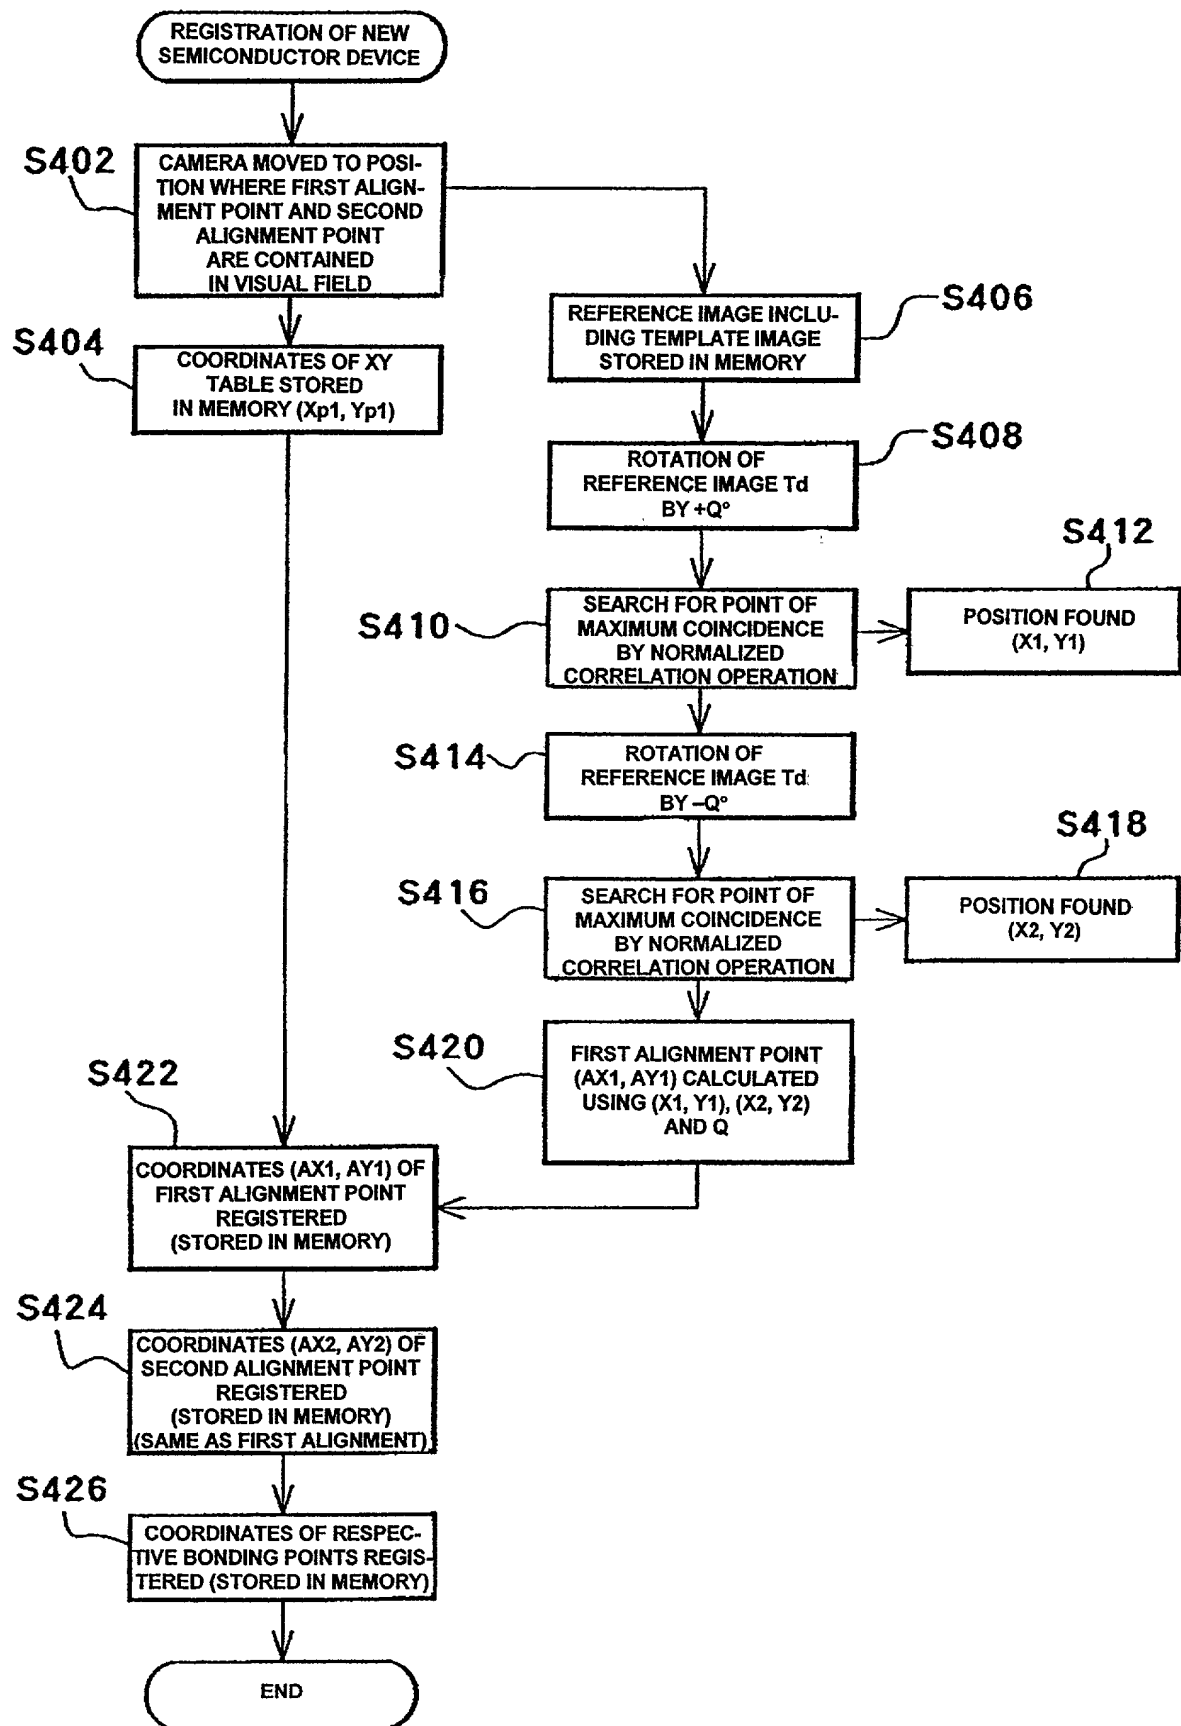 REGISTRATION OF NEW
SEMICONDUCTOR DEVICE
S402
CAMERA MOVED TO POSI-
TION WHERE FIRST ALIGN-
MENT POINT AND SECOND
ALIGNMENT POINT
ARE CONTAINED
IN VISUAL FIELD
S404
COORDINATES OF XY
TABLE STORED
IN MEMORY (Xp1, Yp1)
S406
REFERENCE IMAGE INCLU-
DING TEMPLATE IMAGE
STORED IN MEMORY
S408
ROTATION OF
REFERENCE IMAGE Td
BY +Q°
S410
SEARCH FOR POINT OF
MAXIMUM COINCIDENCE
BY NORMALIZED
CORRELATION OPERATION
S412
POSITION FOUND
(X1, Y1)
S414
ROTATION OF
REFERENCE IMAGE Td
BY –Q°
S416
SEARCH FOR POINT OF
MAXIMUM COINCIDENCE
BY NORMALIZED
CORRELATION OPERATION
S418
POSITION FOUND
(X2, Y2)
S420
FIRST ALIGNMENT POINT
(AX1, AY1) CALCULATED
USING (X1, Y1), (X2, Y2)
AND Q
S422
COORDINATES (AX1, AY1) OF
FIRST ALIGNMENT POINT
REGISTERED
(STORED IN MEMORY)
S424
COORDINATES (AX2, AY2) OF
SECOND ALIGNMENT POINT
REGISTERED
(STORED IN MEMORY)
(SAME AS FIRST ALIGNMENT)
S426
COORDINATES OF RESPEC-
TIVE BONDING POINTS REGIS-
TERED (STORED IN MEMORY)
END